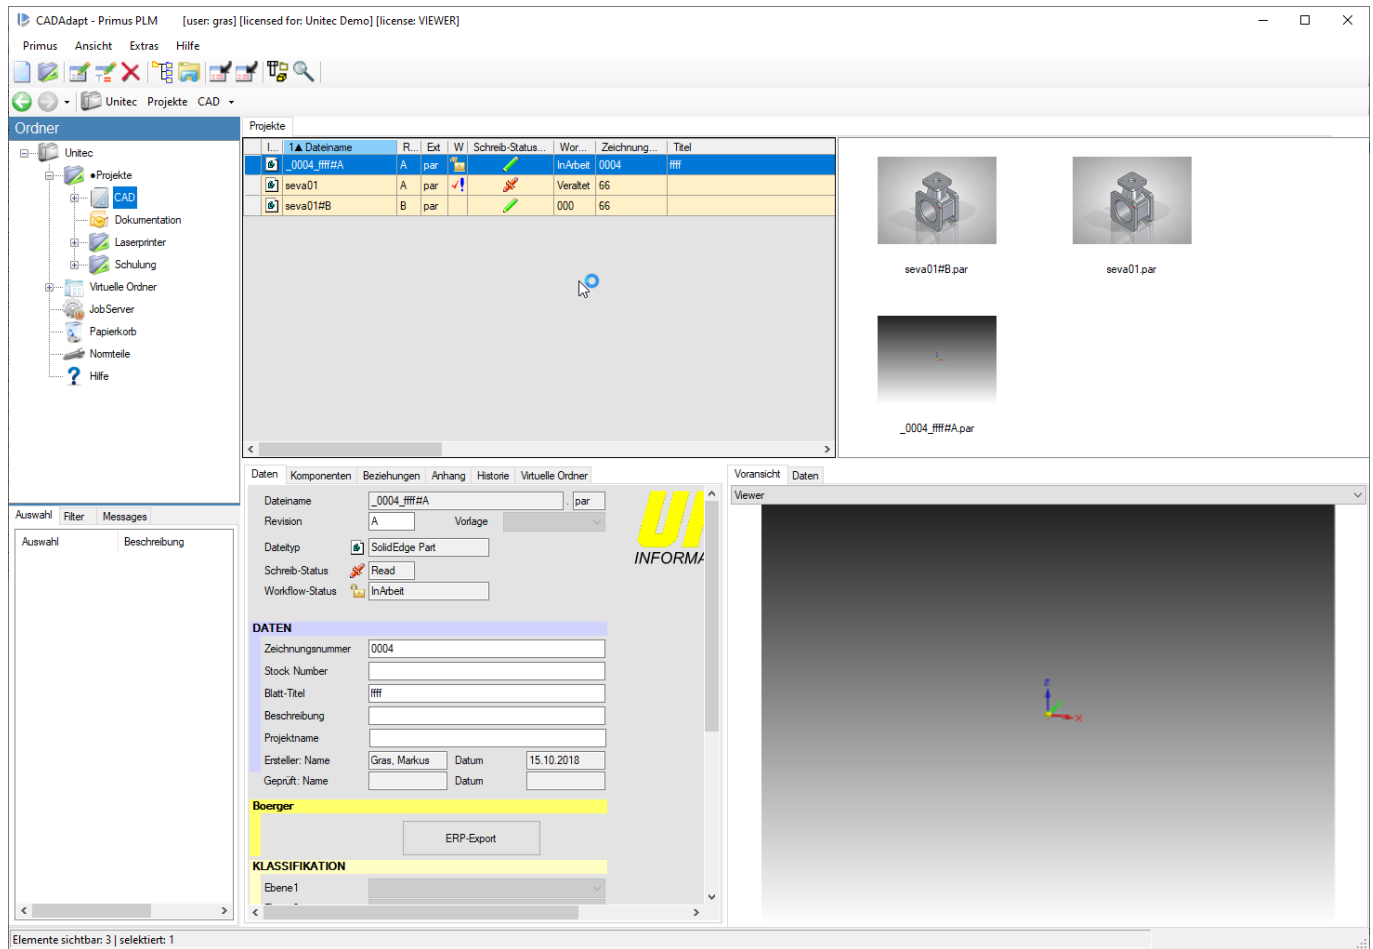 CADAdapt - Primus PLM [user: gras] [licensed for: Unitec Demo] [license: VIEWER]
Primus Ansicht Extras Hilfe
Unitec Projekte CAD
Ordner
Unitec
●Projekte
CAD
Dokumentation
Laserprinter
Schulung
Virtuelle Ordner
JobServer
Papierkorb
Normteile
Hilfe
Projekte
I... 1▲ Dateiname R... Ext W Schreib-Status... Wor... Zeichnung... Titel
_0004_ffff#A A par InArbeit 0004 ffff
seva01 A par Veraltet 66
seva01#B B par 000 66
seva01#B.par seva01.par
_0004_ffff#A.par
Auswahl Filter Messages
Auswahl Beschreibung
Daten Komponenten Beziehungen Anhang Historie Virtuelle Ordner
Dateiname _0004_ffff#A . par
Revision A Vorlage
Dateityp SolidEdge Part
Schreib-Status Read
Workflow-Status InArbeit
INFORMA
DATEN
Zeichnungsnummer 0004
Stock Number
Blatt-Titel ffff
Beschreibung
Projektname
Ersteller: Name Gras, Markus Datum 15.10.2018
Geprüft: Name Datum
Boerger
ERP-Export
KLASSIFIKATION
Ebene1
Voransicht Daten
Viewer
Z
X
Elemente sichtbar: 3 | selektiert: 1